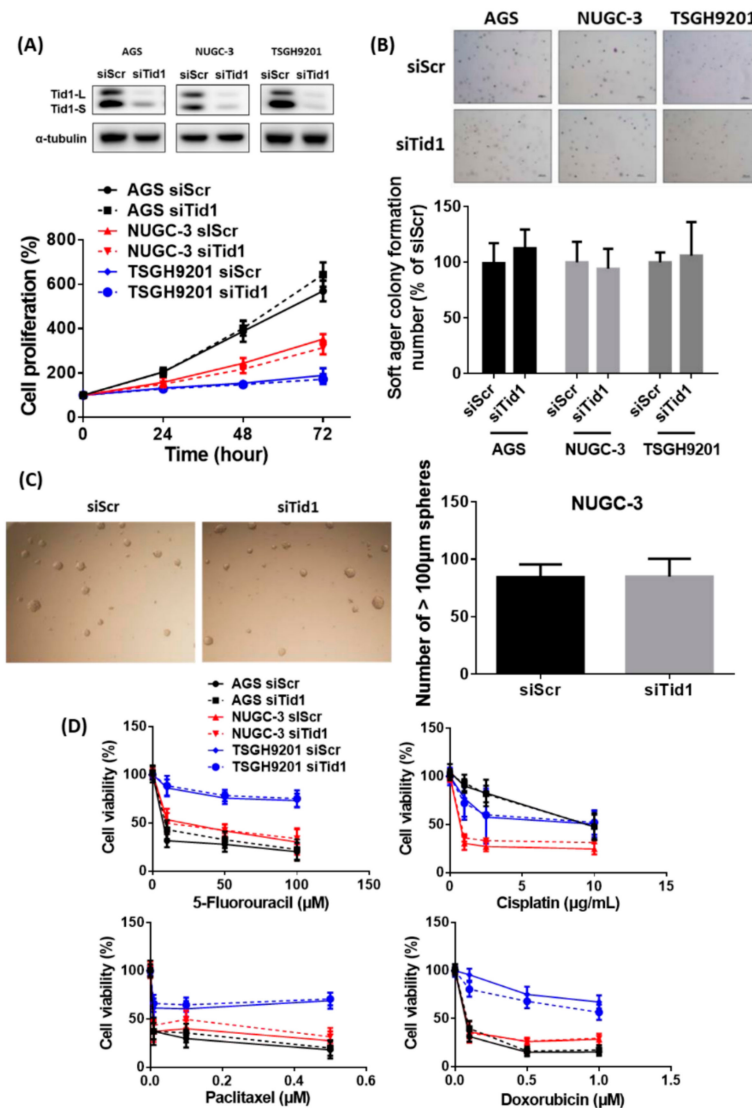 (A)
AGS NUGC-3 TSGH9201
siScr siTid1 siScr siTid1 siScr siTid1
Tid1-L
Tid1-S
α-tubulin
AGS siScr
AGS siTid1
NUGC-3 sIScr
NUGC-3 siTid1
TSGH9201 siScr
TSGH9201 siTid1
Cell proliferation (%)
800
600
400
200
0
0 24 48 72
Time (hour)
(B)
AGS NUGC-3 TSGH9201
siScr
siTid1
Soft ager colony formation
number (% of siScr)
150
100
50
0
siScr siTid1 siScr siTid1 siScr siTid1
AGS NUGC-3 TSGH9201
(C)
siScr siTid1
NUGC-3
Number of > 100μm spheres
150
100
50
0
siScr siTid1
(D)
AGS siScr
AGS siTid1
NUGC-3 sIScr
NUGC-3 siTid1
TSGH9201 siScr
TSGH9201 siTid1
Cell viability (%)
150
100
50
0
0 50 100 150
5-Fluorouracil (μM)
Cell viability (%)
150
100
50
0
0 5 10 15
Cisplatin (μg/mL)
Cell viability (%)
150
100
50
0
0.0 0.2 0.4 0.6
Paclitaxel (μM)
Cell viability (%)
150
100
50
0
0.0 0.5 1.0 1.5
Doxorubicin (μM)